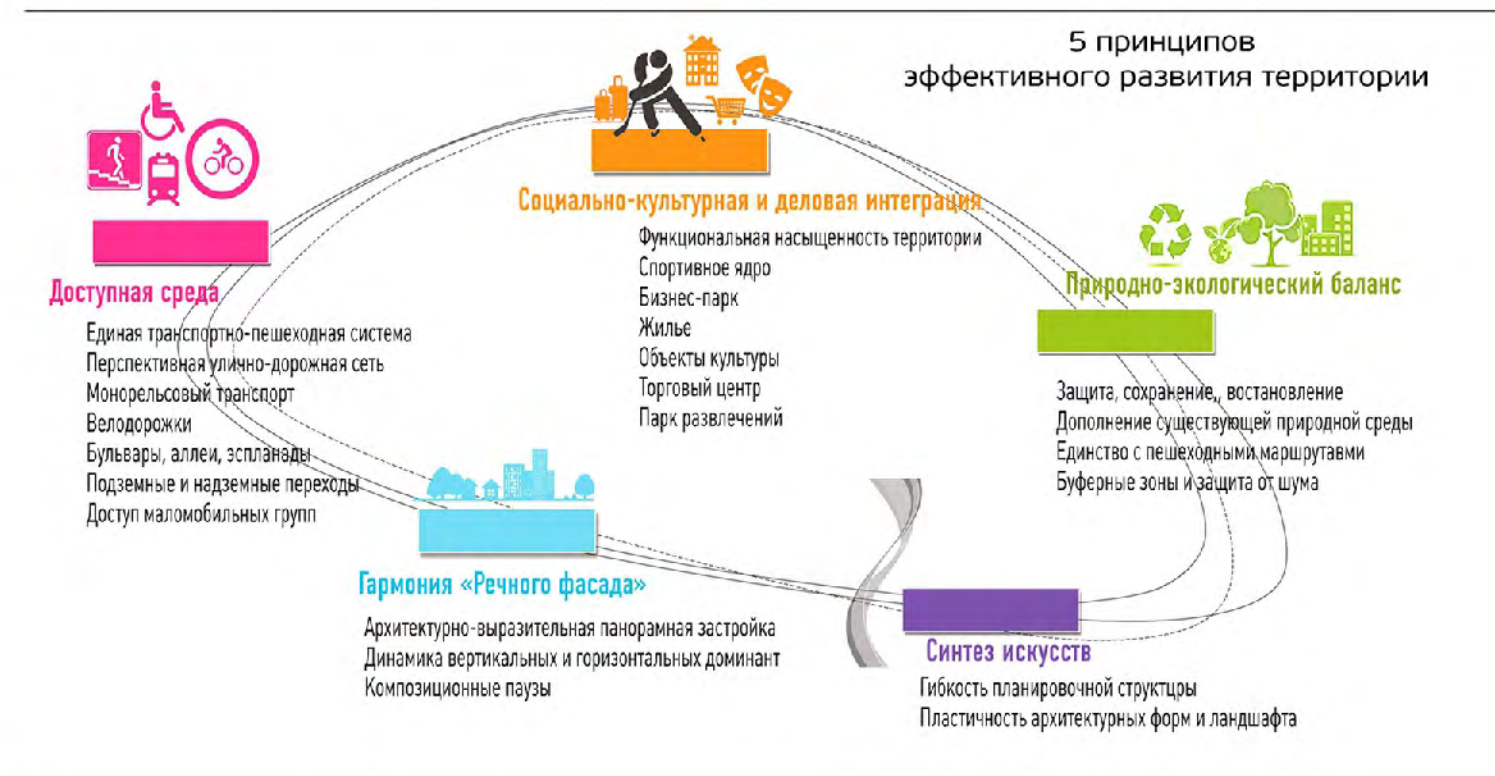 5 принципов
эффективного развития территории
Социально-культурная и деловая интеграция
Функциональная насыщенность территории
Спортивное ядро
Бизнес-парк
Жилье
Объекты культуры
Торговый центр
Парк развлечений
Доступная среда
Единая транспортно-пешеходная система
Перспективная улично-дорожная сеть
Монорельсовый транспорт
Велодорожки
Бульвары, аллеи, эспланады
Подземные и надземные переходы
Доступ маломобильных групп
Природно-экологический баланс
Защита, сохранение,, востановление
Дополнение существующей природной среды
Единство с пешеходными маршрутавми
Буферные зоны и защита от шума
Гармония «Речного фасада»
Архитектурно-выразительная панорамная застройка
Динамика вертикальных и горизонтальных доминант
Композиционные паузы
Синтез искусств
Гибкость планировочной структцры
Пластичность архитектурных форм и ландшафта